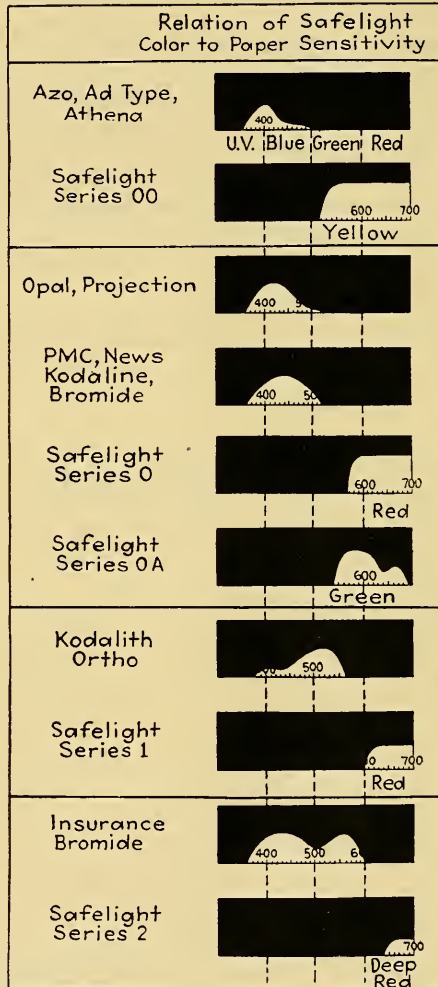 Relation of Safelight
Color to Paper Sensitivity
Azo, Ad Type,
Athena
400
U.V. Blue Green Red
Safelight
Series 00
600 700
Yellow
Opal, Projection
400
PMC, News
Kodaline,
Bromide
400 50
Safelight
Series 0
600 700
Red
Safelight
Series 0A
600
Green
Kodalith
Ortho
500
Safelight
Series 1
700
Red
Insurance
Bromide
400 500 60
Safelight
Series 2
700
Deep
Red